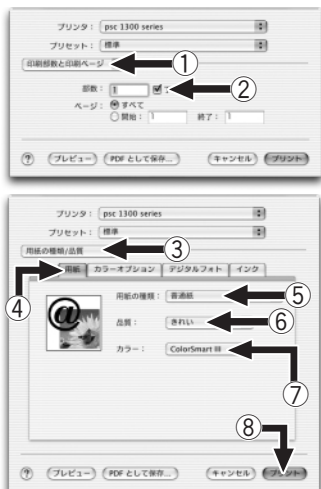 プリンタ： psc 1300 series
プリセット： 標準
印刷部数と印刷ページ
①
部数： 1
②
ページ： すべて
開始： 1 終了： 1
? プレビュー PDF として保存... キャンセル プリント
プリンタ： psc 1300 series
プリセット： 標準
用紙の種類/品質
③
用紙 カラーオプション デジタルフォト インク
④
用紙の種類： 普通紙
⑤
@
品質： きれい
⑥
カラー： ColorSmart III
⑦
⑧
? プレビュー PDF として保存... キャンセル プリント